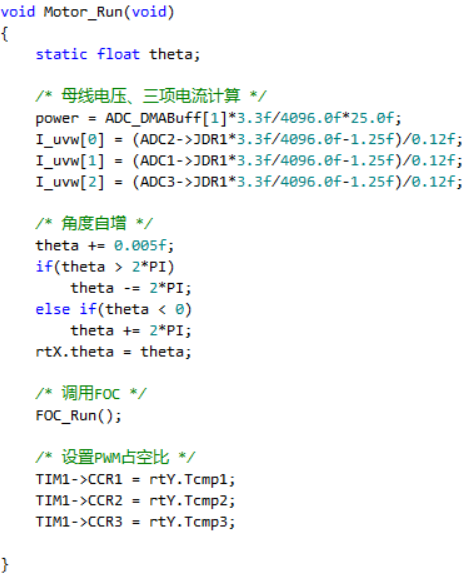 void Motor_Run(void)
{
static float theta;
/* 母线电压、三项电流计算 */
power = ADC_DMABuff[1]*3.3f/4096.0f*25.0f;
I_uvw[0] = (ADC2->JDR1*3.3f/4096.0f-1.25f)/0.12f;
I_uvw[1] = (ADC1->JDR1*3.3f/4096.0f-1.25f)/0.12f;
I_uvw[2] = (ADC3->JDR1*3.3f/4096.0f-1.25f)/0.12f;
/* 角度自增 */
theta += 0.005f;
if(theta > 2*PI)
theta -= 2*PI;
else if(theta < 0)
theta += 2*PI;
rtX.theta = theta;
/* 调用FOC */
FOC_Run();
/* 设置PWM占空比 */
TIM1->CCR1 = rtY.Tcmp1;
TIM1->CCR2 = rtY.Tcmp2;
TIM1->CCR3 = rtY.Tcmp3;
}